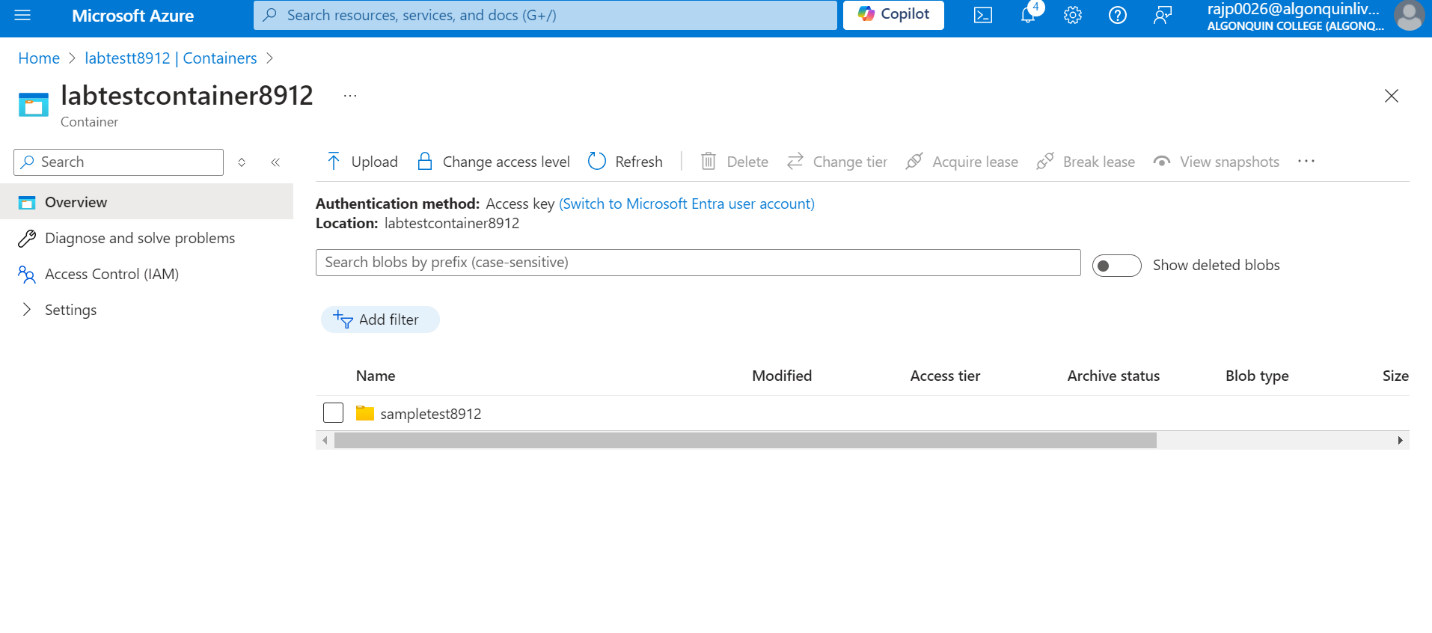 Microsoft Azure
Search resources, services, and docs (G+/)
Copilot
4
rajp0026@algonquinliv...
ALGONQUIN COLLEGE (ALGONQ...
Home > labtestt8912 | Containers >
labtestcontainer8912 ...
Container
Search
Overview
Diagnose and solve problems
Access Control (IAM)
Settings
Upload Change access level Refresh Delete Change tier Acquire lease Break lease View snapshots ...
Authentication method: Access key (Switch to Microsoft Entra user account)
Location: labtestcontainer8912
Search blobs by prefix (case-sensitive)
Show deleted blobs
Add filter
Name Modified Access tier Archive status Blob type Size
sampletest8912